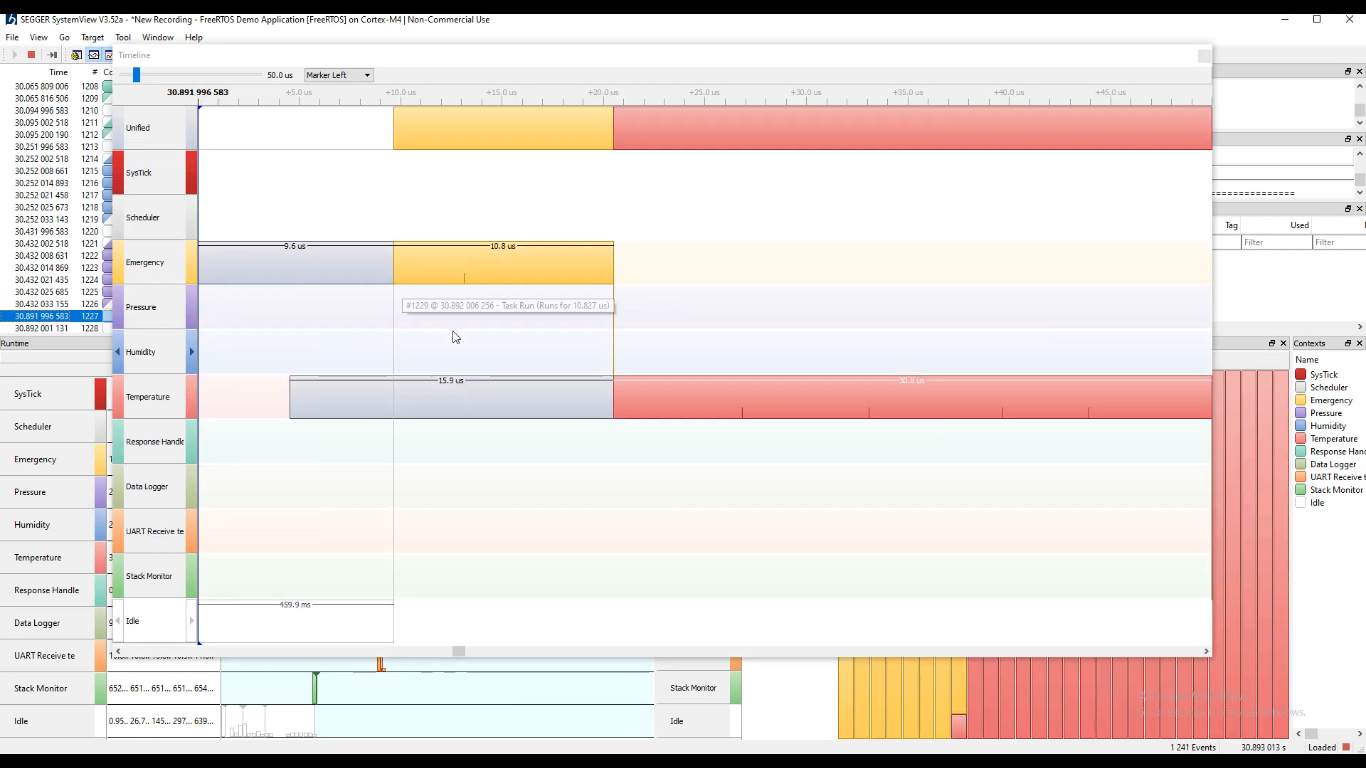 SEGGER SystemView V3.52a - *New Recording - FreeRTOS Demo Application [FreeRTOS] on Cortex-M4 | Non-Commercial Use
File View Go Target Tool Window Help
Timeline
50.0 us Marker Left
Time # Co
30.891 996 583 +5.0 us +10.0 us +15.0 us +20.0 us +25.0 us +30.0 us +35.0 us +40.0 us +45.0 us
30.065 809 006 1208
30.065 816 506 1209
30.094 996 583 1210
30.095 002 518 1211
30.095 200 190 1212
30.251 996 583 1213
30.252 002 518 1214
30.252 008 661 1215
30.252 014 893 1216
30.252 021 458 1217
30.252 025 673 1218
30.252 033 143 1219
30.431 996 583 1220
30.432 002 518 1221
30.432 008 631 1222
30.432 014 869 1223
30.432 021 435 1224
30.432 025 685 1225
30.432 033 155 1226
30.891 996 583 1227
30.892 001 131 1228
Unified
SysTick
Scheduler
Emergency 9.6 us 10.8 us
Pressure
#1229 @ 30.892 006 256 - Task Run (Runs for 10.827 us)
Humidity
Temperature 15.9 us 30.8 us
Response Handle
Data Logger
UART Receive te
Stack Monitor
Idle 459.9 ms
===============
Tag Used
Filter Filter
Runtime
SysTick
Scheduler
Emergency
Pressure
Humidity
Temperature
Response Handle
Data Logger
UART Receive te
Stack Monitor 652... 651... 651... 651... 654...
Idle 0.95.. 26.7.. 145... 297... 639...
Stack Monitor
Idle
Contexts
Name
SysTick
Scheduler
Emergency
Pressure
Humidity
Temperature
Response Hand
Data Logger
UART Receive t
Stack Monitor
Idle
1 241 Events 30.893 013 s Loaded